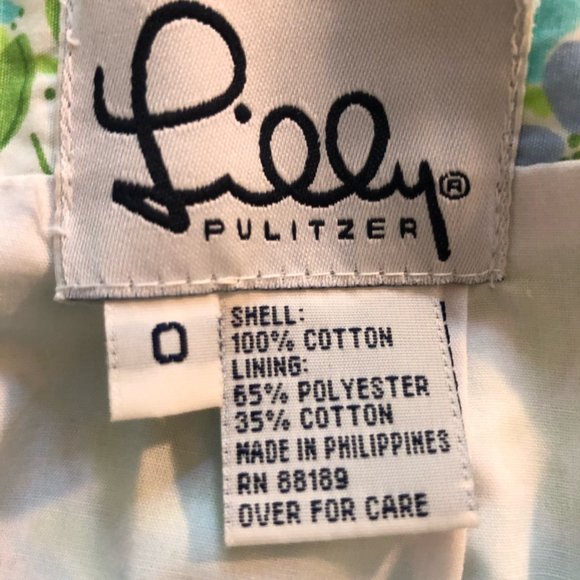 Lilly®
PULITZER
0
SHELL:
100% COTTON
LINING:
65% POLYESTER
35% COTTON
MADE IN PHILIPPINES
RN 88189
OVER FOR CARE